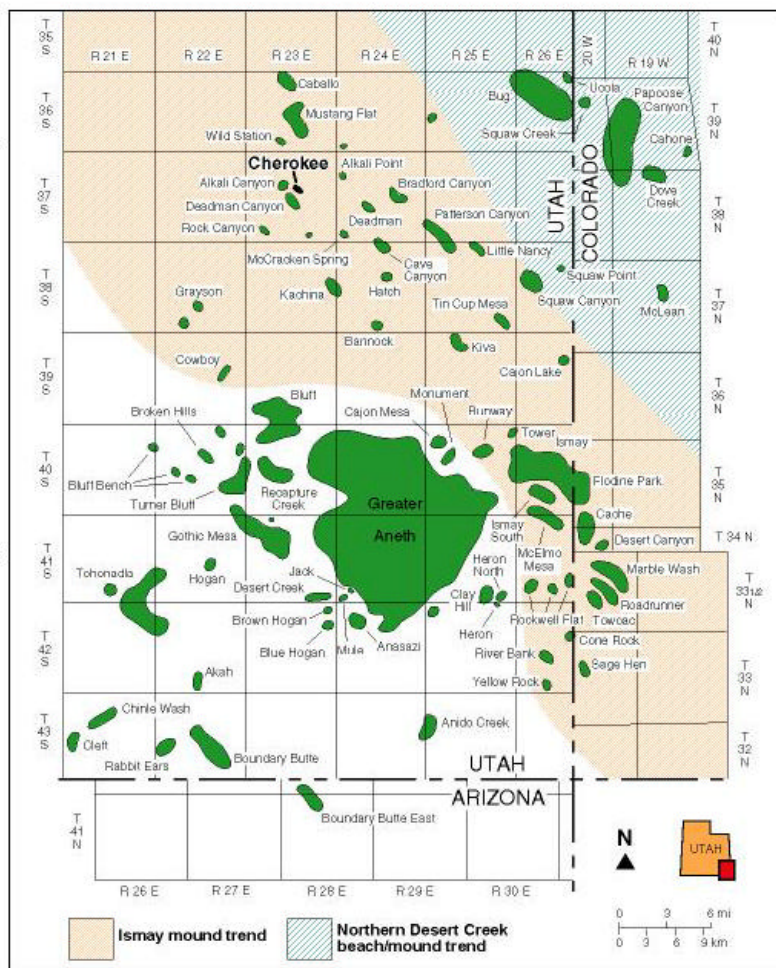 T
35
S
R 21 E
R 22 E
R 23 E
R 24 E
R 25 E
R 26 E
20 W
R 19 W
T
40
N
Caballo
Mustang Flat
Wild Station
Bug
Ucola
Papoose
Canyon
Squaw Creek
Cahone
T
36
S
T
39
N
Cherokee
Alkali Point
Alkali Canyon
Bradford Canyon
Deadman Canyon
Deadman
Patterson Canyon
Rock Canyon
McCracken Spring
Cave
Canyon
Little Nancy
Dove
Creek
UTAH
COLORADO
T
37
S
T
38
N
Grayson
Kachina
Hatch
Squaw Point
Squaw Canyon
Tin Cup Mesa
McLean
T
38
S
T
37
N
Bannock
Kiva
Cowboy
Cajon Lake
T
39
S
T
36
N
Bluff
Monument
Broken Hills
Cajon Mesa
Runway
Tower
Ismay
Flodine Park
Bluff Bench
Turner Bluff
Recapture
Creek
Greater
Aneth
T
40
S
T
35
N
Gothic Mesa
Ismay
South
Cache
McElmo
Mesa
Desert Canyon
T 34 N
T
41
S
Hogan
Tohonadla
Jack
Desert Creek
Heron
North
Clay
Hill
Marble Wash
Roadrunner
Towaoc
Rockwell Flat
T
33 1/2
N
Brown Hogan
Blue Hogan
Mule
Anasazi
Heron
Cone Rock
River Bank
Sage Hen
Yellow Rock
T
42
S
T
33
N
Akah
Chinle Wash
Cleft
Rabbit Ears
Boundary Butte
Anido Creek
T
43
S
T
32
N
UTAH
ARIZONA
Boundary Butte East
T
41
N
R 26 E
R 27 E
R 28 E
R 29 E
R 30 E
N
UTAH
0 3 6 mi
0 3 6 9 km
Ismay mound trend
Northern Desert Creek
beach/mound trend